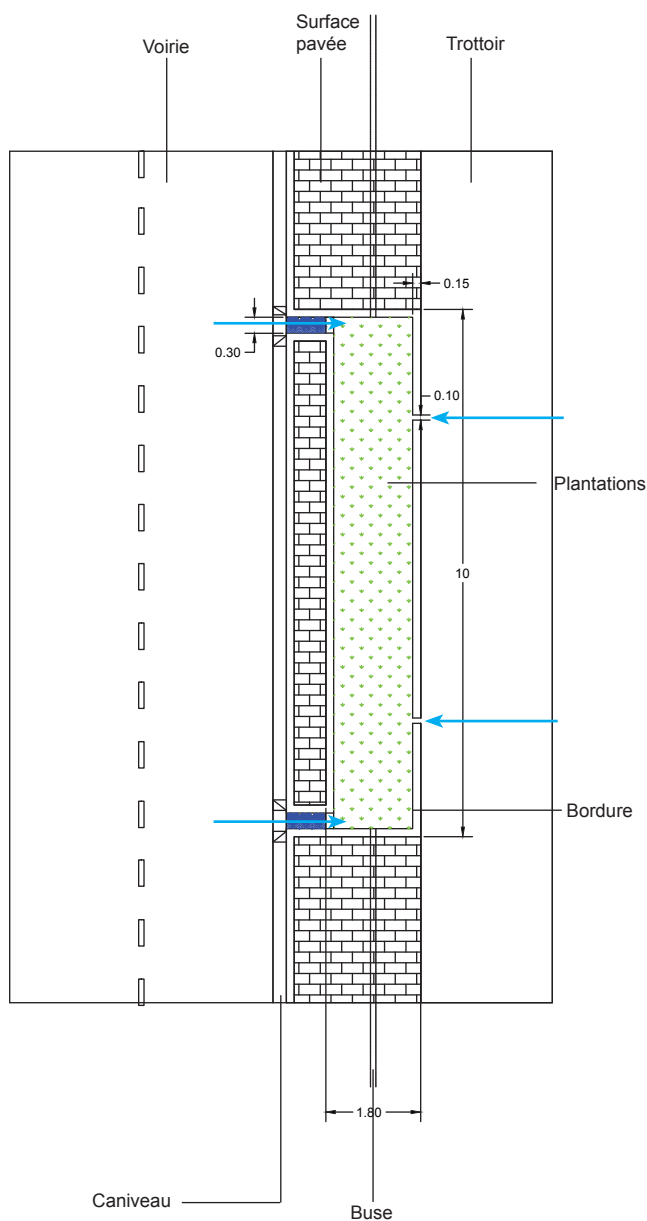 Surface
pavée
Voirie
Trottoir
0.15
0.30
0.10
Plantations
10
Bordure
1.80
Caniveau
Buse